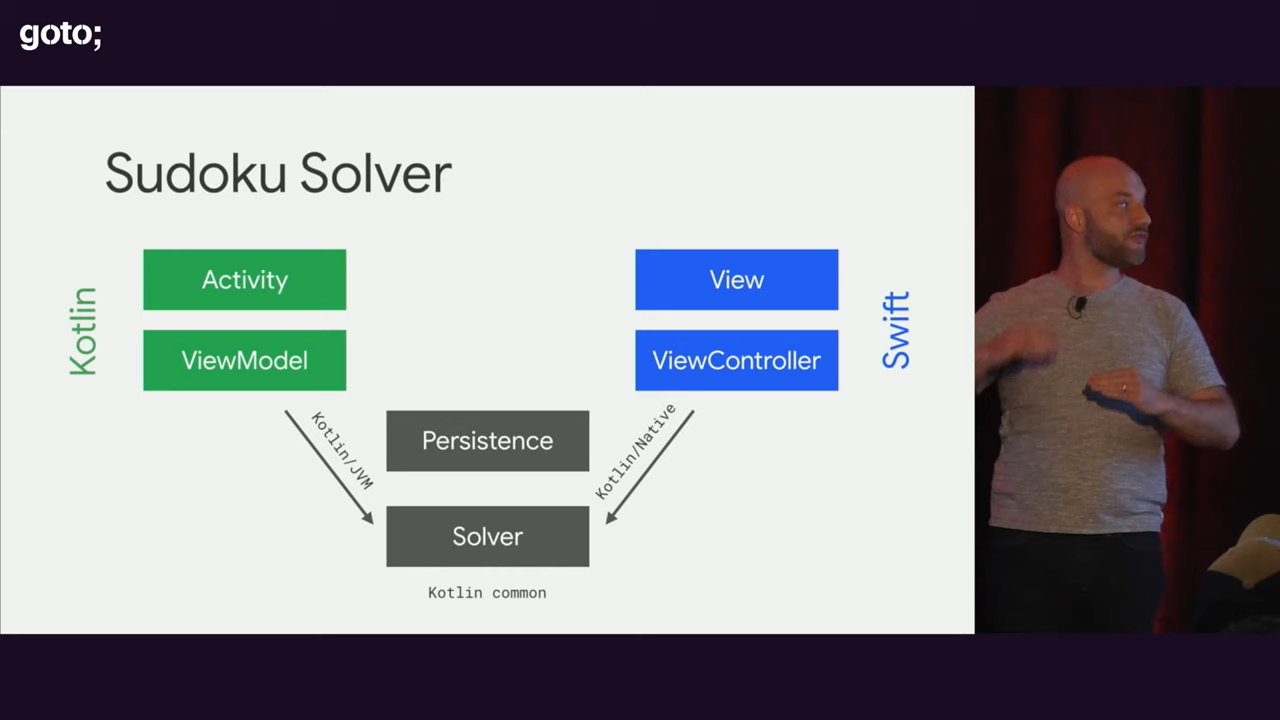 goto;
Sudoku Solver
Kotlin
Activity
ViewModel
View
ViewController
Swift
Kotlin/JVM
Persistence
Kotlin/Native
Solver
Kotlin common